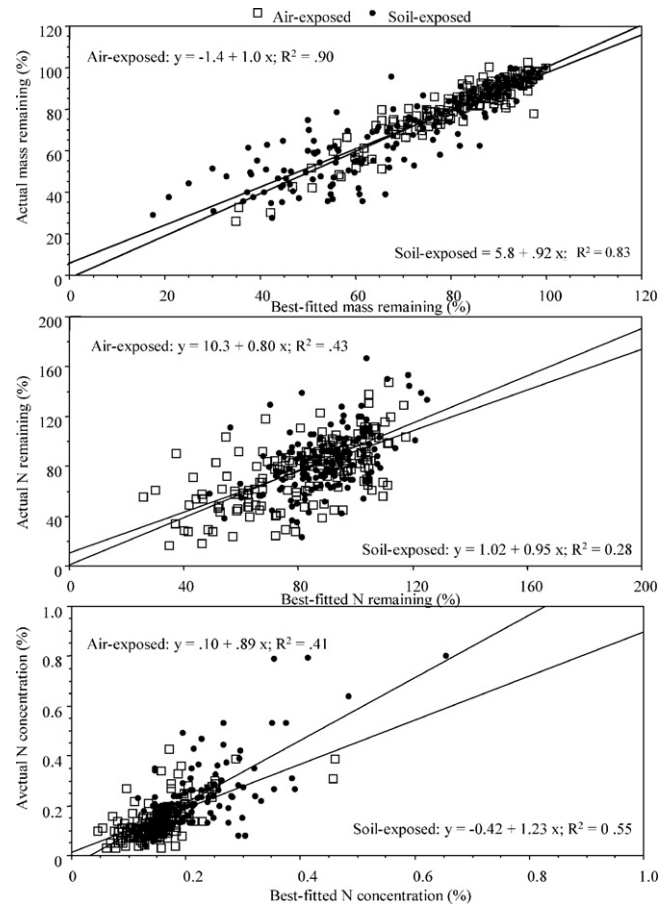 Air-exposed Soil-exposed
120
100
80
60
40
20
0
Actual mass remaining (%)
Air-exposed: y = -1.4 + 1.0 x; R² = .90
Soil-exposed = 5.8 + .92 x; R² = 0.83
0 20 40 60 80 100 120
Best-fitted mass remaining (%)
200
160
120
80
40
0
Actual N remaining (%)
Air-exposed: y = 10.3 + 0.80 x; R² = .43
Soil-exposed: y = 1.02 + 0.95 x; R² = 0.28
0 40 80 120 160 200
Best-fitted N remaining (%)
1.0
0.8
0.6
0.4
0.2
0.0
Avctual N concentration (%)
Air-exposed: y = .10 + .89 x; R² = .41
Soil-exposed: y = -0.42 + 1.23 x; R² = 0 .55
0.2 0.4 0.6 0.8 1.0
Best-fitted N concentration (%)